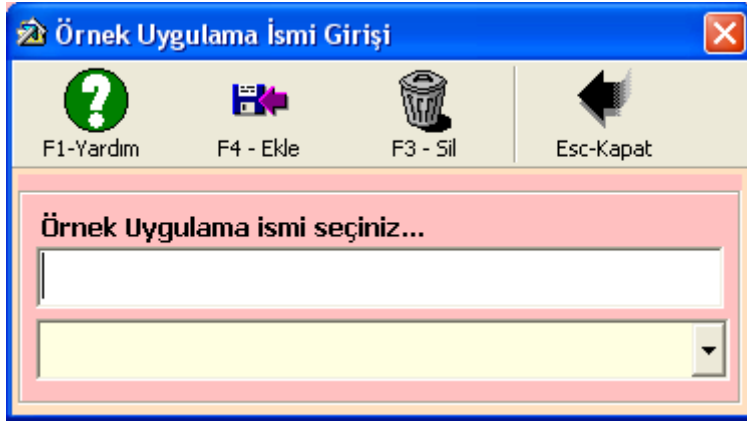 Örnek Uygulama İsmi Girişi
F1-Yardım F4 - Ekle F3 - Sil Esc-Kapat
Örnek Uygulama ismi seçiniz...